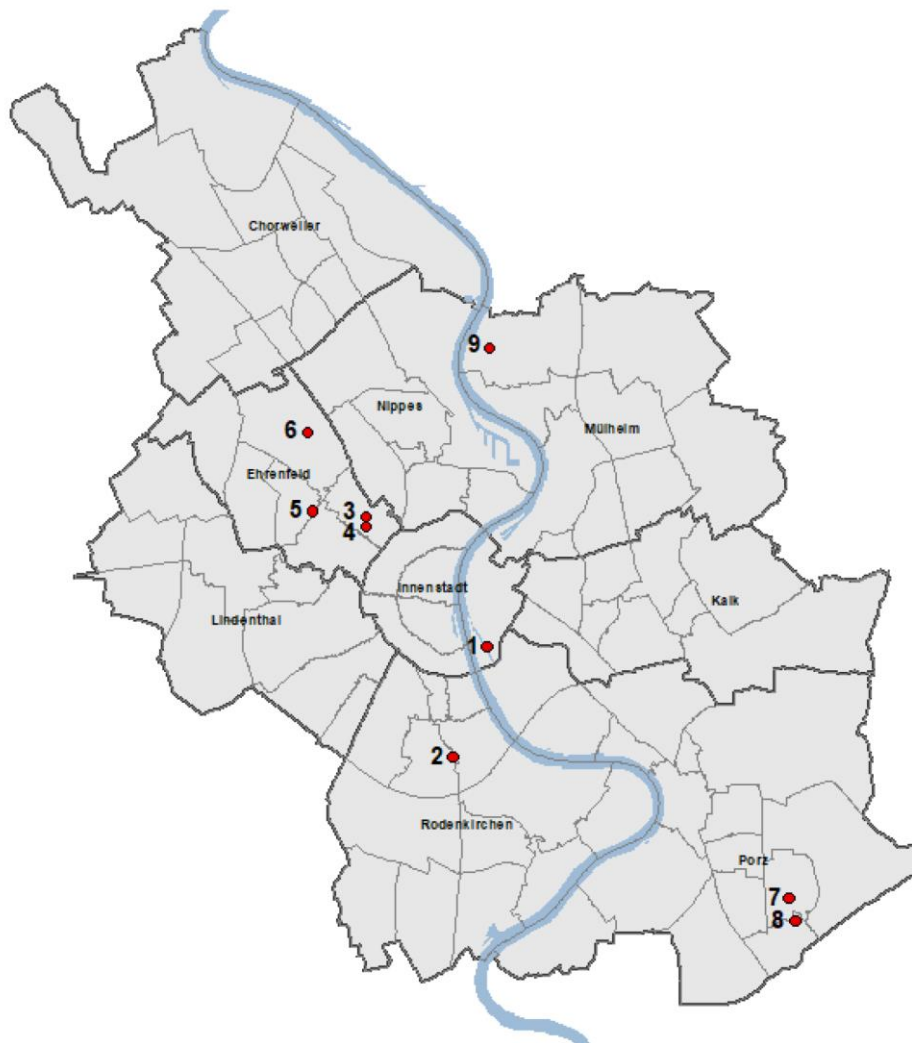 Chorweiler
9
Nippes
Mülheim
6
Ehrenfeld
5
3
4
Innenstadt
Kalk
Lindenthal
1
2
Rodenkirchen
Porz
7
8